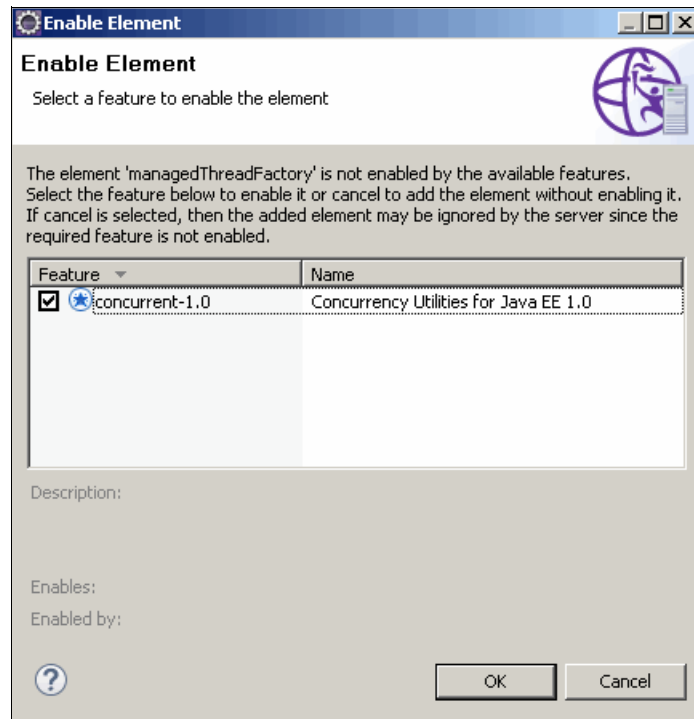 Enable Element
Enable Element
Select a feature to enable the element
The element 'managedThreadFactory' is not enabled by the available features.
Select the feature below to enable it or cancel to add the element without enabling it.
If cancel is selected, then the added element may be ignored by the server since the
required feature is not enabled.
Feature Name
concurrent-1.0 Concurrency Utilities for Java EE 1.0
Description:
Enables:
Enabled by:
? OK Cancel